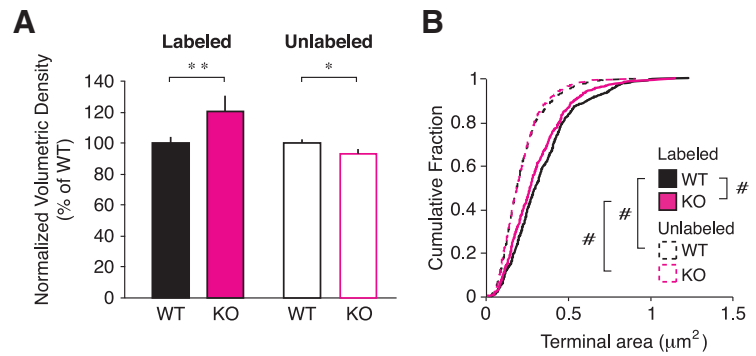 A
Labeled
Unlabeled
* *
*
Normalized Volumetric Density
(% of WT)
140
120
100
80
60
40
20
0
WT
KO
WT
KO
B
Cumulative Fraction
1
0.8
0.6
0.4
0.2
0
0
0.5
1
1.5
Terminal area (μm²)
Labeled
WT
KO
#
#
#
Unlabeled
WT
KO